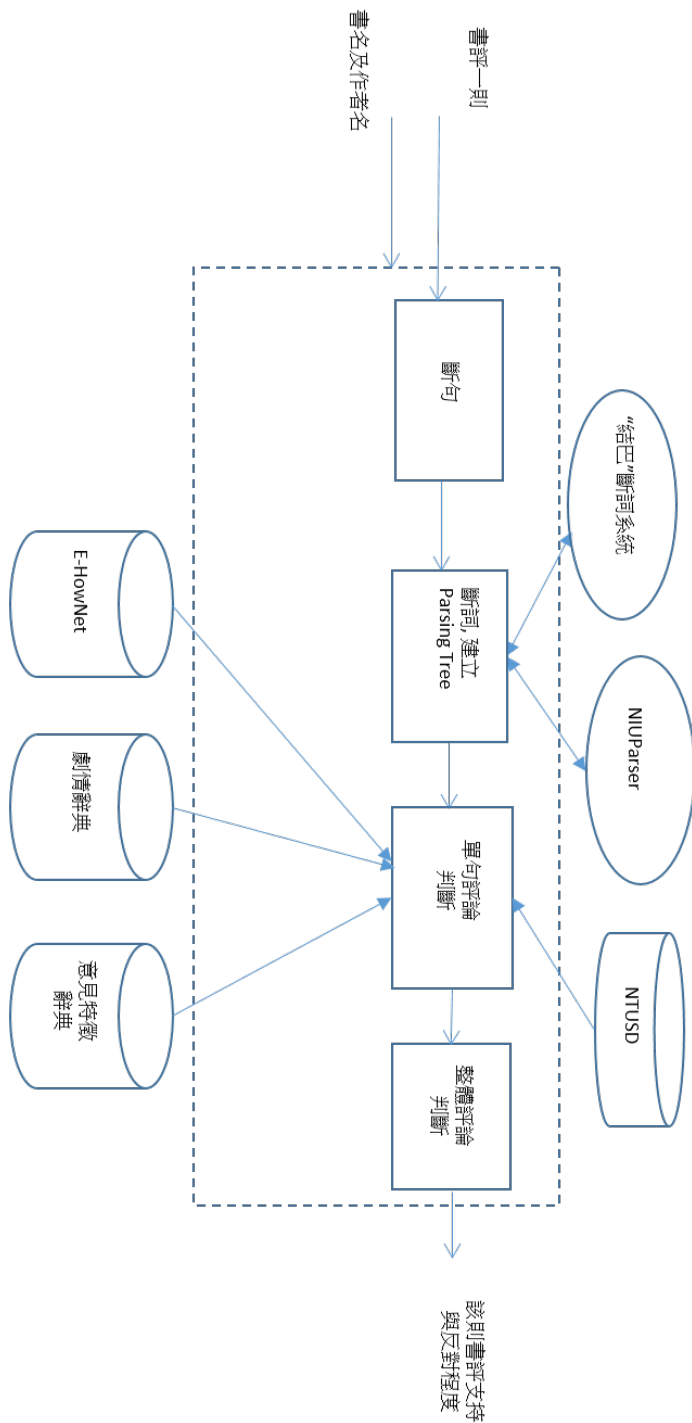 書評一則
書名及作者名
“結巴”斷詞系統
NIUParser
NTUSD
斷句
斷詞, 建立
Parsing Tree
單句評論
判斷
整體評論
判斷
該則書評支持
與反對程度
E-HowNet
劇情辭典
意見特徵
辭典